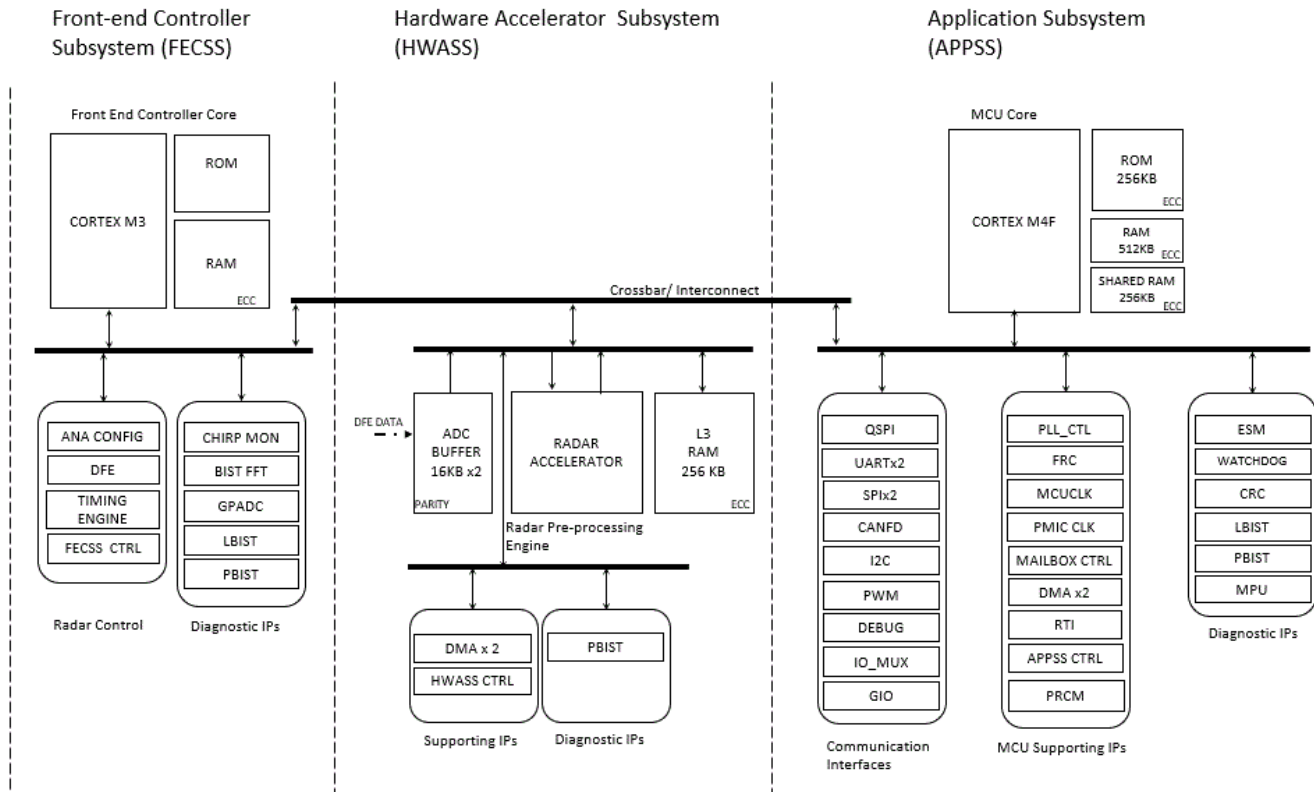 Front-end Controller
Subsystem (FECSS)
Hardware Accelerator Subsystem
(HWASS)
Application Subsystem
(APPSS)
Front End Controller Core
CORTEX M3
ROM
RAM
ECC
MCU Core
CORTEX M4F
ROM
256KB
ECC
RAM
512KB
ECC
SHARED RAM
256KB
ECC
Crossbar/ Interconnect
ANA CONFIG
DFE
TIMING
ENGINE
FECSS CTRL
Radar Control
CHIRP MON
BIST FFT
GPADC
LBIST
PBIST
Diagnostic IPs
DFE DATA
ADC
BUFFER
16KB x2
PARITY
RADAR
ACCELERATOR
L3
RAM
256 KB
ECC
Radar Pre-processing
Engine
DMA x 2
HWASS CTRL
Supporting IPs
PBIST
Diagnostic IPs
QSPI
UARTx2
SPIx2
CANFD
I2C
PWM
DEBUG
IO_MUX
GIO
Communication
Interfaces
PLL_CTL
FRC
MCUCLK
PMIC CLK
MAILBOX CTRL
DMA x2
RTI
APPSS CTRL
PRCM
MCU Supporting IPs
ESM
WATCHDOG
CRC
LBIST
PBIST
MPU
Diagnostic IPs